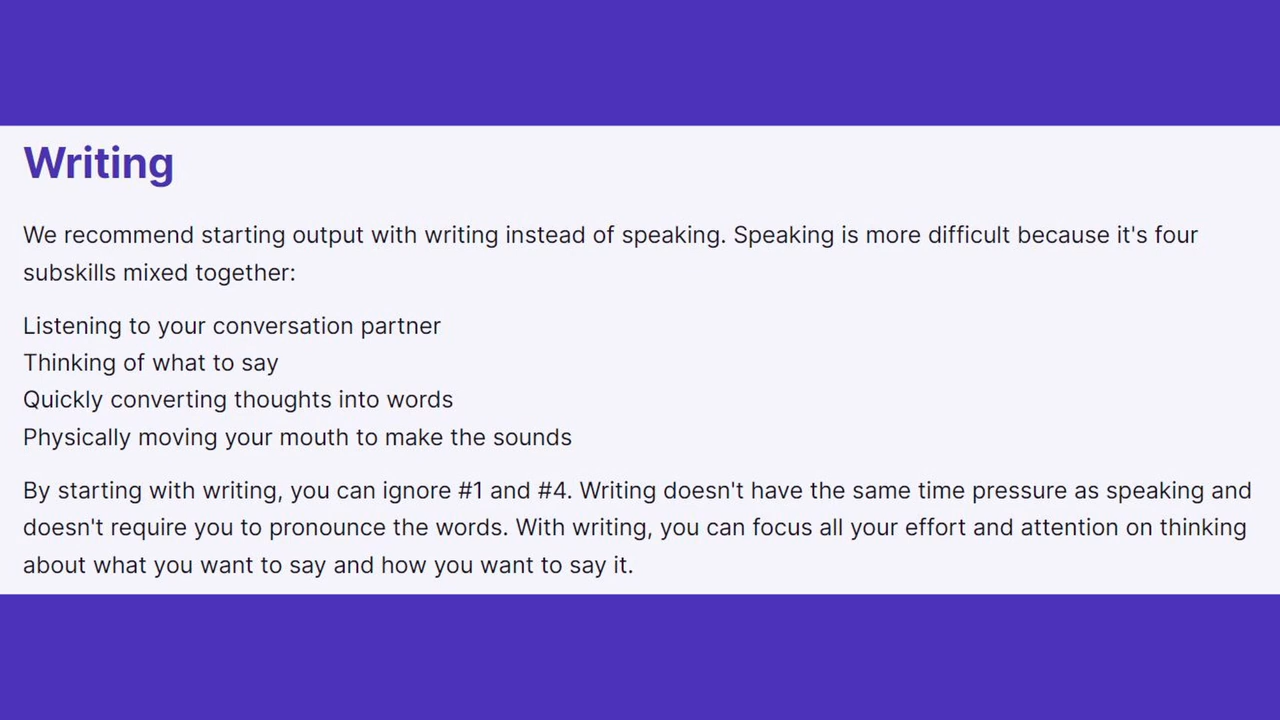 Writing
We recommend starting output with writing instead of speaking. Speaking is more difficult because it's four
subskills mixed together:
Listening to your conversation partner
Thinking of what to say
Quickly converting thoughts into words
Physically moving your mouth to make the sounds
By starting with writing, you can ignore #1 and #4. Writing doesn't have the same time pressure as speaking and
doesn't require you to pronounce the words. With writing, you can focus all your effort and attention on thinking
about what you want to say and how you want to say it.